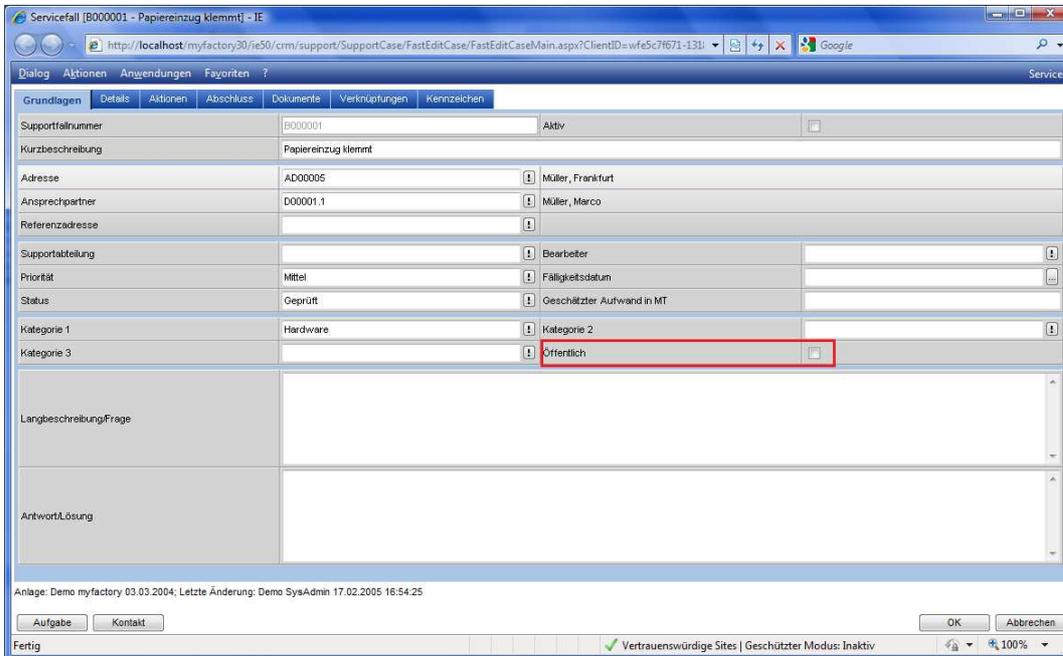 Servicefall [B000001 - Papiereinzug klemmt] - IE
http://localhost/myfactory30/ie50/crm/support/SupportCase/FastEditCase/FastEditCaseMain.aspx?ClientID=wfe5c7f671-131
Google
Dialog Aktionen Anwendungen Favoriten ? Service
Grundlagen Details Aktionen Abschluss Dokumente Verknüpfungen Kennzeichen
Supportfallnummer B000001 Aktiv
Kurzbeschreibung Papiereinzug klemmt
Adresse AD00005 ! Müller, Frankfurt
Ansprechpartner D00001.1 ! Müller, Marco
Referenzadresse !
Supportabteilung ! Bearbeiter !
Priorität Mittel ! Fälligkeitsdatum ...
Status Geprüft ! Geschätzter Aufwand in MT
Kategorie 1 Hardware ! Kategorie 2 !
Kategorie 3 ! Öffentlich
Langbeschreibung/Frage
Antwort/Lösung
Anlage: Demo myfactory 03.03.2004; Letzte Änderung: Demo SysAdmin 17.02.2005 16:54:25
Aufgabe Kontakt OK Abbrechen
Fertig Vertrauenswürdige Sites | Geschützter Modus: Inaktiv 100%